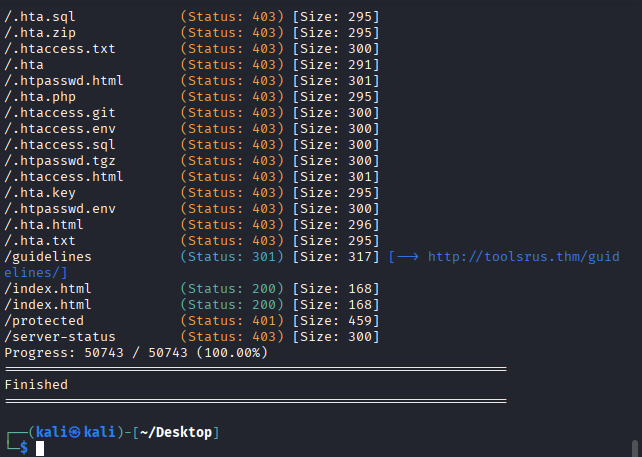 /.hta.sql (Status: 403) [Size: 295]
/.hta.zip (Status: 403) [Size: 295]
/.htaccess.txt (Status: 403) [Size: 300]
/.hta (Status: 403) [Size: 291]
/.htpasswd.html (Status: 403) [Size: 301]
/.hta.php (Status: 403) [Size: 295]
/.htaccess.git (Status: 403) [Size: 300]
/.htaccess.env (Status: 403) [Size: 300]
/.htaccess.sql (Status: 403) [Size: 300]
/.htpasswd.tgz (Status: 403) [Size: 300]
/.htaccess.html (Status: 403) [Size: 301]
/.hta.key (Status: 403) [Size: 295]
/.htpasswd.env (Status: 403) [Size: 300]
/.hta.html (Status: 403) [Size: 296]
/.hta.txt (Status: 403) [Size: 295]
/guidelines (Status: 301) [Size: 317] [--> http://toolsrus.thm/guid
elines/]
/index.html (Status: 200) [Size: 168]
/index.html (Status: 200) [Size: 168]
/protected (Status: 401) [Size: 459]
/server-status (Status: 403) [Size: 300]
Progress: 50743 / 50743 (100.00%)
===============================================================
Finished
===============================================================
┌──(kali㉿kali)-[~/Desktop]
└─$